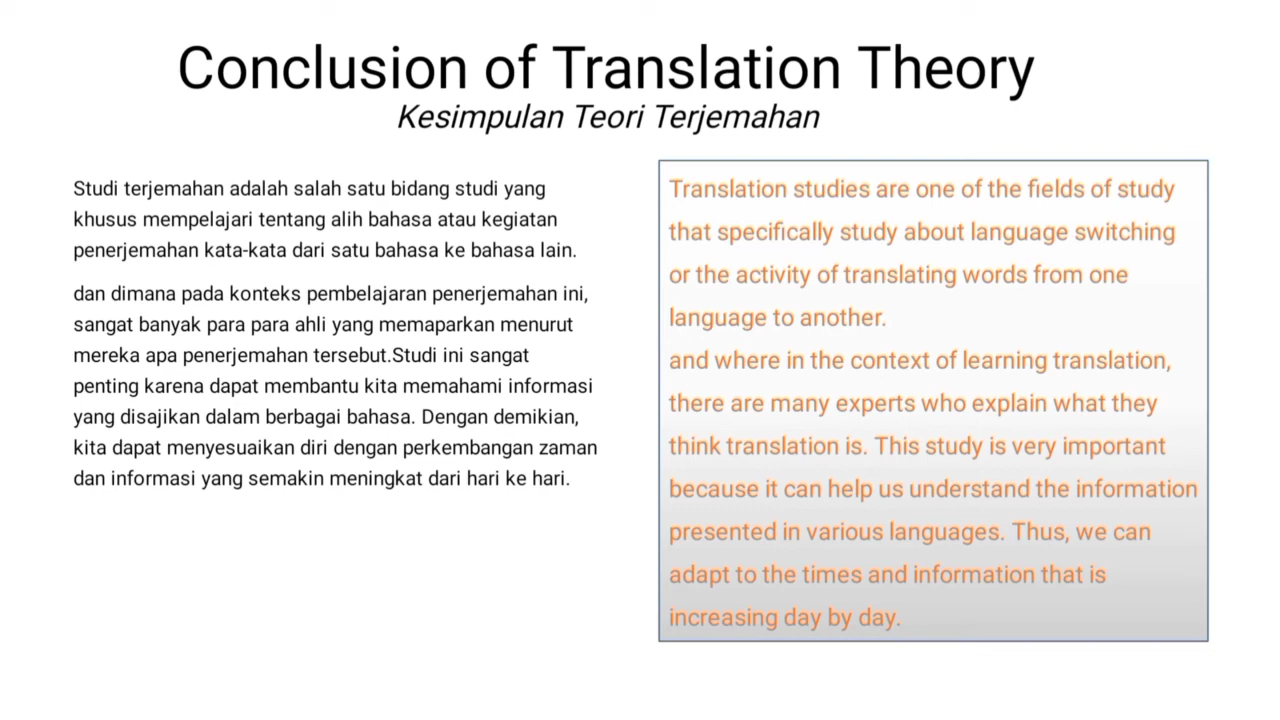 Conclusion of Translation Theory
Kesimpulan Teori Terjemahan
Studi terjemahan adalah salah satu bidang studi yang
khusus mempelajari tentang alih bahasa atau kegiatan
penerjemahan kata-kata dari satu bahasa ke bahasa lain.
dan dimana pada konteks pembelajaran penerjemahan ini,
sangat banyak para para ahli yang memaparkan menurut
mereka apa penerjemahan tersebut.Studi ini sangat
penting karena dapat membantu kita memahami informasi
yang disajikan dalam berbagai bahasa. Dengan demikian,
kita dapat menyesuaikan diri dengan perkembangan zaman
dan informasi yang semakin meningkat dari hari ke hari.
Translation studies are one of the fields of study
that specifically study about language switching
or the activity of translating words from one
language to another.
and where in the context of learning translation,
there are many experts who explain what they
think translation is. This study is very important
because it can help us understand the information
presented in various languages. Thus, we can
adapt to the times and information that is
increasing day by day.